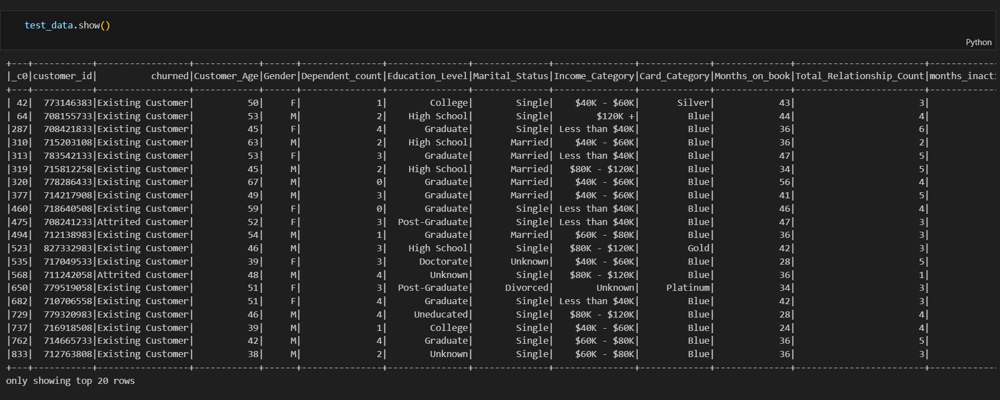 test_data.show()
Python
+---+-----------+------------------+------------+------+---------------+---------------+--------------+---------------+-------------+--------------+------------------------+-------------
|_c0|customer_id|           churned|Customer_Age|Gender|Dependent_count|Education_Level|Marital_Status|Income_Category|Card_Category|Months_on_book|Total_Relationship_Count|months_inacti
+---+-----------+------------------+------------+------+---------------+---------------+--------------+---------------+-------------+--------------+------------------------+-------------
| 42|  773146383|Existing Customer|          50|     F|              1|        College|        Single|    $40K - $60K|       Silver|            43|                       3|
| 64|  708155733|Existing Customer|          53|     M|              2|    High School|        Single|        $120K +|         Blue|            44|                       4|
|287|  708421833|Existing Customer|          45|     F|              4|       Graduate|        Single| Less than $40K|         Blue|            36|                       6|
|310|  715203108|Existing Customer|          63|     M|              2|    High School|       Married|    $40K - $60K|         Blue|            36|                       2|
|313|  783542133|Existing Customer|          53|     F|              3|       Graduate|       Married| Less than $40K|         Blue|            47|                       5|
|319|  715812258|Existing Customer|          45|     M|              2|    High School|       Married|   $80K - $120K|         Blue|            34|                       5|
|320|  778286433|Existing Customer|          67|     M|              0|       Graduate|       Married|    $40K - $60K|         Blue|            56|                       4|
|377|  714217908|Existing Customer|          49|     M|              3|       Graduate|       Married|    $40K - $60K|         Blue|            41|                       5|
|460|  718640508|Existing Customer|          59|     F|              0|       Graduate|        Single| Less than $40K|         Blue|            46|                       4|
|475|  708241233|Attrited Customer|          52|     F|              3|  Post-Graduate|        Single| Less than $40K|         Blue|            47|                       3|
|494|  712138983|Existing Customer|          54|     M|              1|       Graduate|       Married|    $60K - $80K|         Blue|            36|                       3|
|523|  827332983|Existing Customer|          46|     M|              3|    High School|        Single|   $80K - $120K|         Gold|            42|                       3|
|535|  717049533|Existing Customer|          39|     F|              3|      Doctorate|       Unknown|    $40K - $60K|         Blue|            28|                       5|
|568|  711242058|Attrited Customer|          48|     M|              4|        Unknown|        Single|   $80K - $120K|         Blue|            36|                       1|
|650|  779519058|Existing Customer|          51|     F|              3|  Post-Graduate|      Divorced|        Unknown|     Platinum|            34|                       3|
|682|  710706558|Existing Customer|          51|     F|              4|       Graduate|        Single| Less than $40K|         Blue|            42|                       3|
|729|  779320983|Existing Customer|          46|     M|              4|     Uneducated|        Single|   $80K - $120K|         Blue|            28|                       4|
|737|  716918508|Existing Customer|          39|     M|              1|        College|        Single|    $40K - $60K|         Blue|            24|                       4|
|762|  714665733|Existing Customer|          42|     M|              4|       Graduate|        Single|    $60K - $80K|         Blue|            36|                       5|
|833|  712763808|Existing Customer|          38|     M|              2|        Unknown|        Single|    $60K - $80K|         Blue|            36|                       3|
+---+-----------+------------------+------------+------+---------------+---------------+--------------+---------------+-------------+--------------+------------------------+-------------
only showing top 20 rows